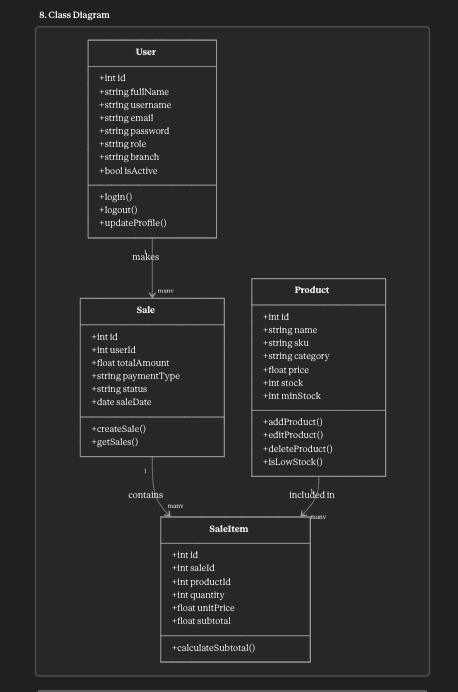 8. Class Diagram
User
+int id
+string fullName
+string username
+string email
+string password
+string role
+string branch
+bool isActive
+login()
+logout()
+updateProfile()
1
makes
many
Sale
+int id
+int userId
+float totalAmount
+string paymentType
+string status
+date saleDate
+createSale()
+getSales()
Product
+int id
+string name
+string sku
+string category
+float price
+int stock
+int minStock
+addProduct()
+editProduct()
+deleteProduct()
+isLowStock()
1
contains
many
1
included in
many
SaleItem
+int id
+int saleId
+int productId
+int quantity
+float unitPrice
+float subtotal
+calculateSubtotal()